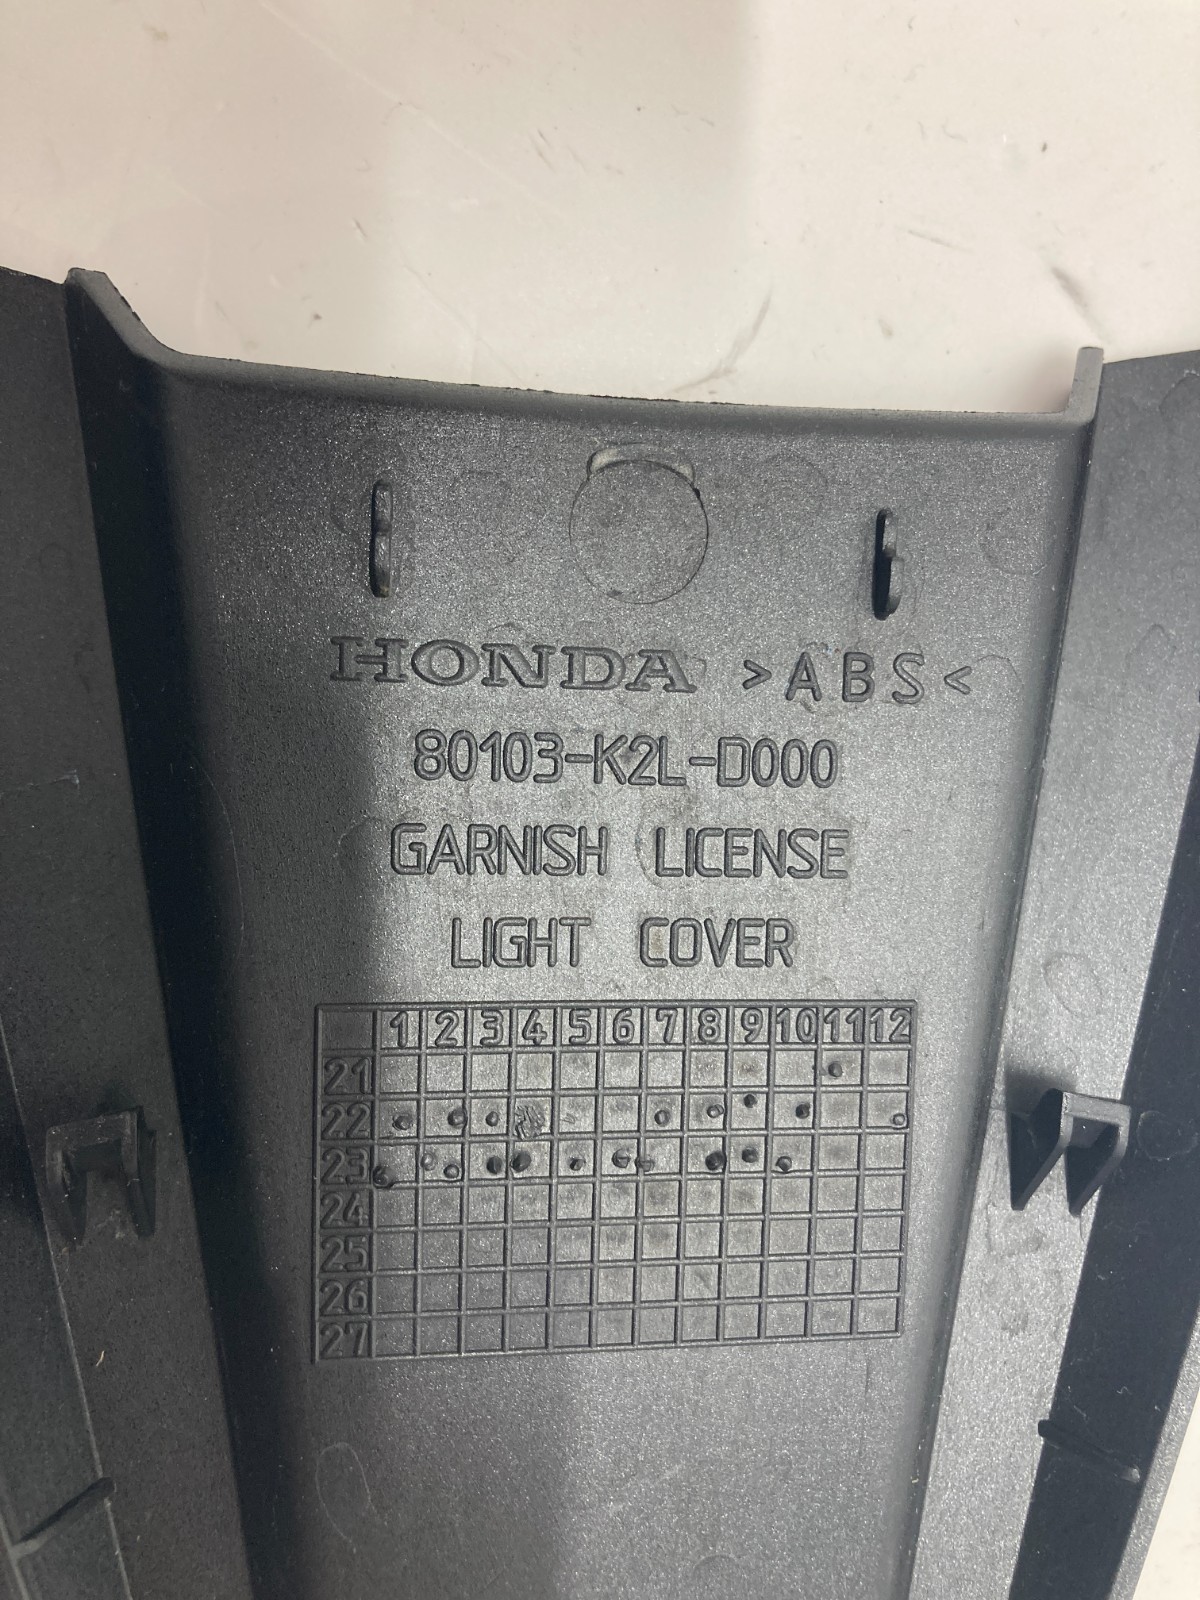 HONDA >ABS<
80103-K2L-D000
GARNISH LICENSE
LIGHT COVER
1 2 3 4 5 6 7 8 9 10 11 12
21
22
23
24
25
26
27